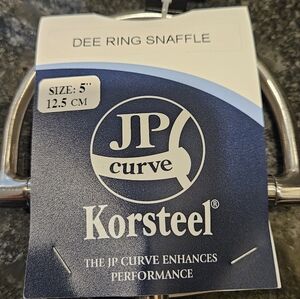 DEE RING SNAFFLE
SIZE: 5"
12.5 CM
JP
curve
Korsteel®
THE JP CURVE ENHANCES
PERFORMANCE